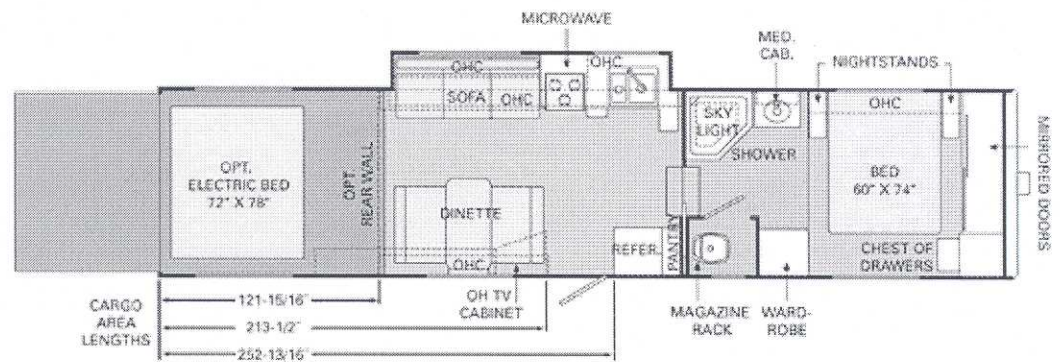 MICROWAVE
MED.
CAB.
NIGHTSTANDS
OHC
OHC
OHC
SOFA
OHC
SKY
LIGHT
SHOWER
BED
60" X 74"
MIRRORED DOORS
OPT.
ELECTRIC BED
72" X 78"
OPT.
REAR WALL
DINETTE
OHC
REFER.
PANTRY
CHEST OF
DRAWERS
CARGO
AREA
LENGTHS
121-15/16"
213-1/2"
252-13/16"
OH TV
CABINET
MAGAZINE
RACK
WARD-
ROBE